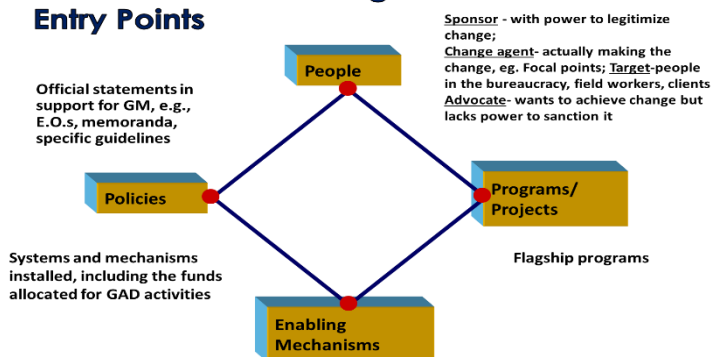 Entry Points
Sponsor - with power to legitimize
change;
Change agent- actually making the
change, eg. Focal points; Target-people
in the bureaucracy, field workers, clients
Advocate- wants to achieve change but
lacks power to sanction it
People
Official statements in
support for GM, e.g.,
E.O.s, memoranda,
specific guidelines
Policies
Programs/
Projects
Systems and mechanisms
installed, including the funds
allocated for GAD activities
Flagship programs
Enabling
Mechanisms